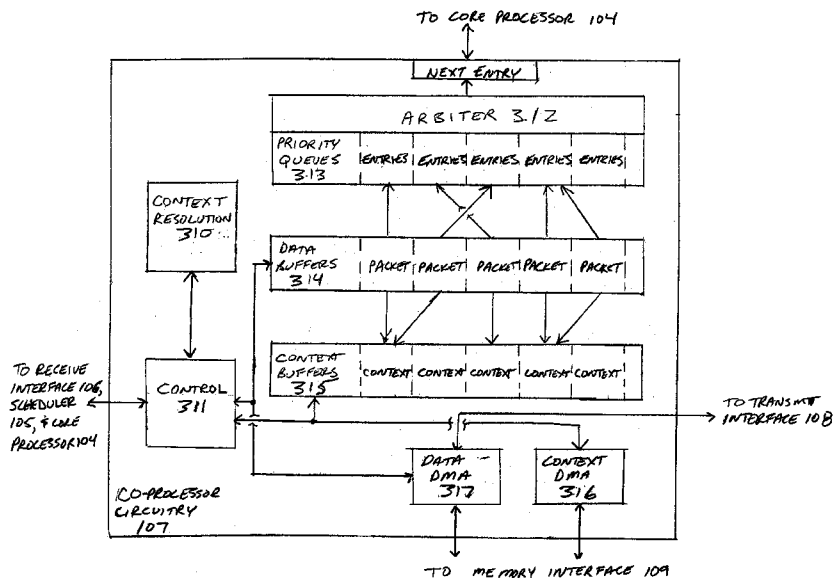 TO CORE PROCESSOR 104
NEXT ENTRY
ARBITER 312
PRIORITY
QUEUES
313
ENTRIES ENTRIES ENTRIES ENTRIES ENTRIES
CONTEXT
RESOLUTION
310
DATA
BUFFERS
314
PACKET PACKET PACKET PACKET PACKET
CONTEXT
BUFFERS
315
CONTEXT CONTEXT CONTEXT CONTEXT CONTEXT
TO RECEIVE
INTERFACE 106,
SCHEDULER
105, & CORE
PROCESSOR 104
CONTROL
311
TO TRANSMIT
INTERFACE 108
DATA
DMA
317
CONTEXT
DMA
316
CO-PROCESSOR
CIRCUITRY
107
TO MEMORY INTERFACE 109